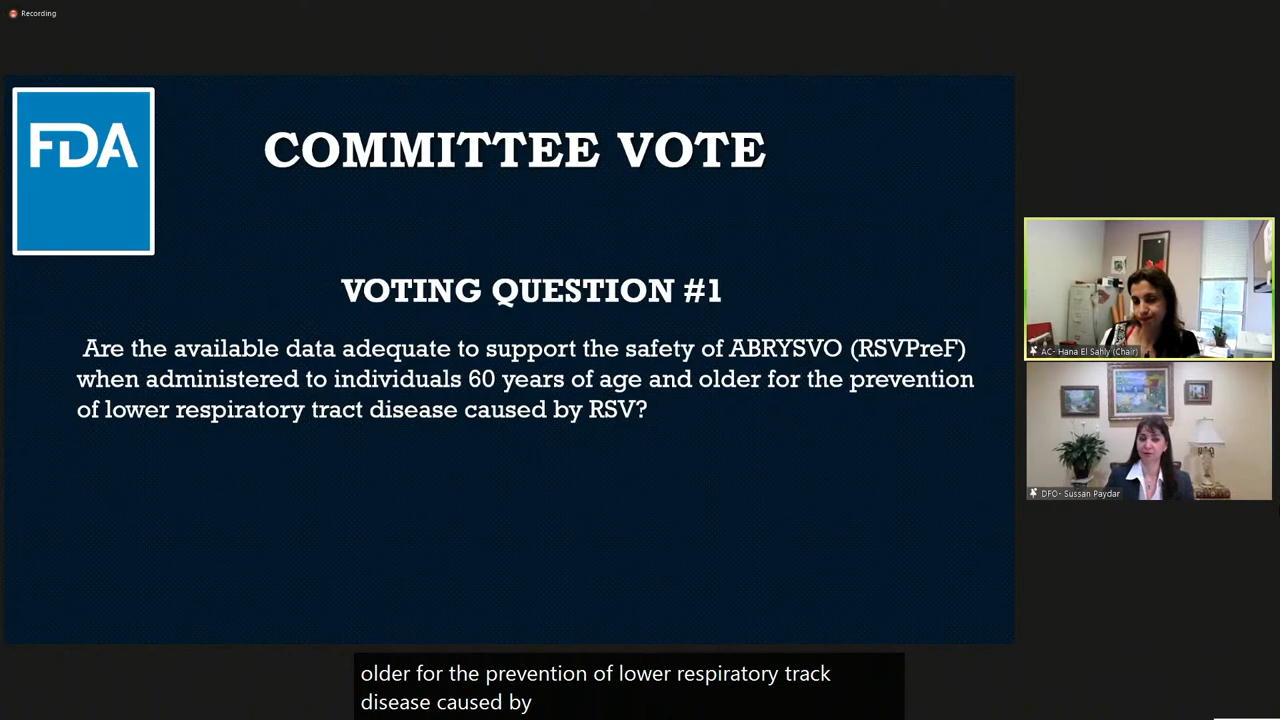 Recording
FDA
COMMITTEE VOTE
VOTING QUESTION #1
Are the available data adequate to support the safety of ABRYSVO (RSVPreF)
when administered to individuals 60 years of age and older for the prevention
of lower respiratory tract disease caused by RSV?
AC- Hana El Sahly (Chair)
DFO- Sussan Paydar
older for the prevention of lower respiratory track
disease caused by